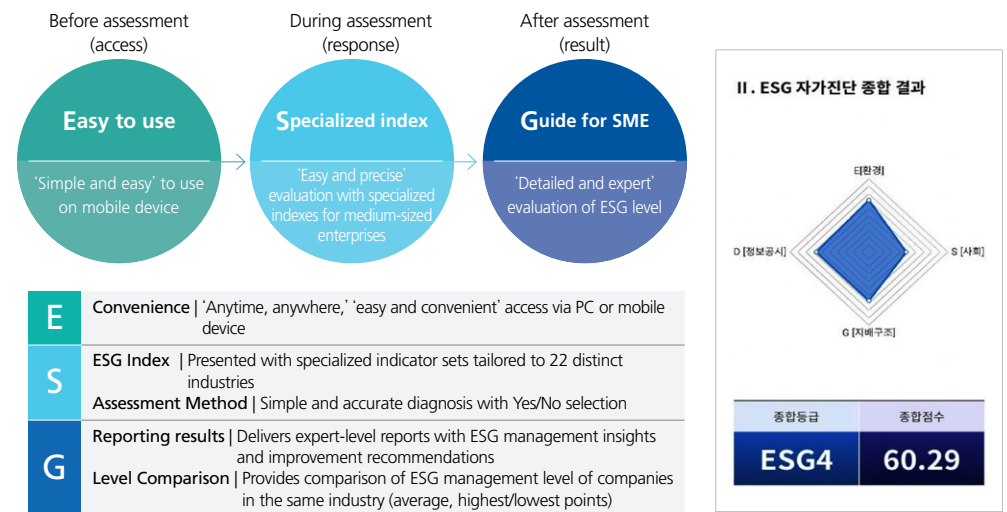 Before assessment
(access)
During assessment
(response)
After assessment
(result)
Easy to use
'Simple and easy' to use
on mobile device
Specialized index
'Easy and precise'
evaluation with specialized
indexes for medium-sized
enterprises
Guide for SME
'Detailed and expert'
evaluation of ESG level
E
Convenience | 'Anytime, anywhere,' 'easy and convenient' access via PC or mobile
device
S
ESG Index | Presented with specialized indicator sets tailored to 22 distinct
industries
Assessment Method | Simple and accurate diagnosis with Yes/No selection
G
Reporting results | Delivers expert-level reports with ESG management insights
and improvement recommendations
Level Comparison | Provides comparison of ESG management level of companies
in the same industry (average, highest/lowest points)
II. ESG 자가진단 종합 결과
E[환경]
D [정보공시]
S [사회]
G [지배구조]
종합등급
종합점수
ESG4
60.29